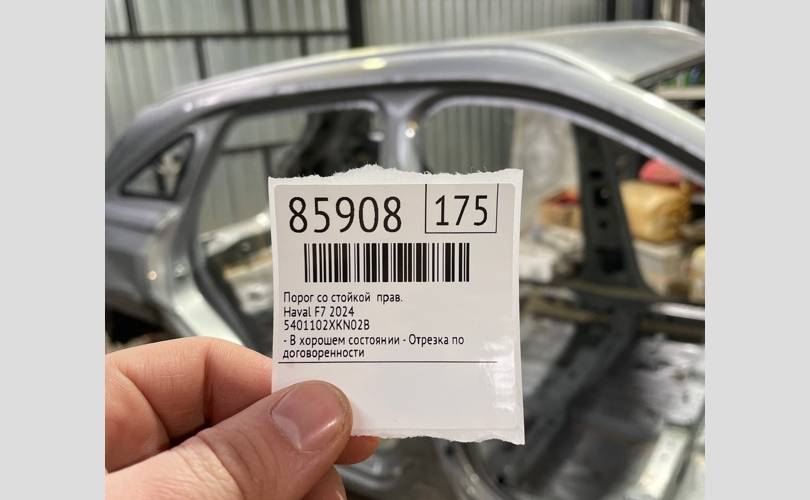 85908 175
Порог со стойкой прав.
Haval F7 2024
5401102XKN02B
- В хорошем состоянии - Отрезка по
договоренности